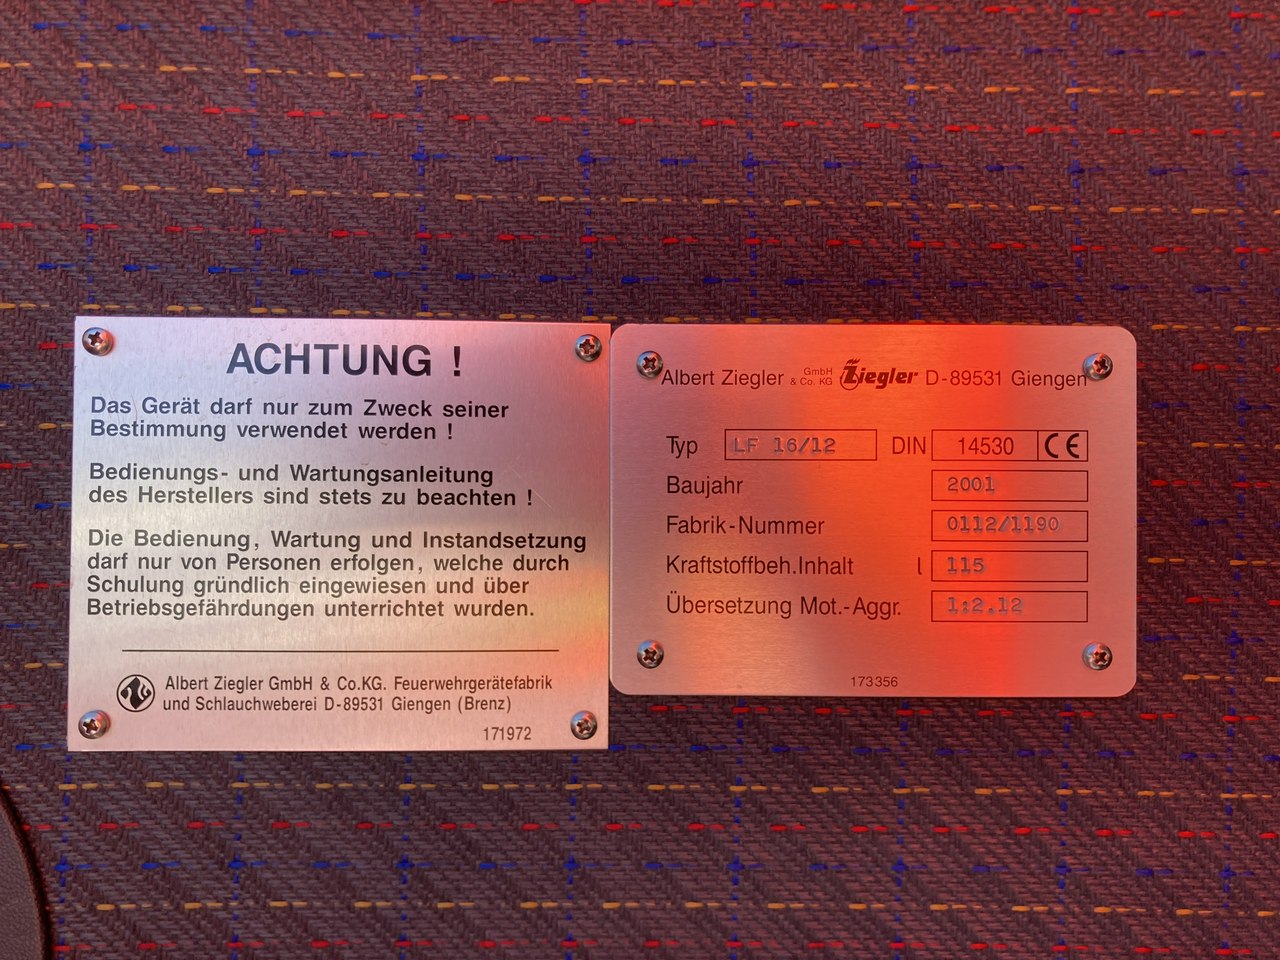 ACHTUNG !
Das Gerät darf nur zum Zweck seiner
Bestimmung verwendet werden !
Bedienungs- und Wartungsanleitung
des Herstellers sind stets zu beachten !
Die Bedienung, Wartung und Instandsetzung
darf nur von Personen erfolgen, welche durch
Schulung gründlich eingewiesen und über
Betriebsgefährdungen unterrichtet wurden.
Albert Ziegler GmbH & Co.KG. Feuerwehrgerätefabrik
und Schlauchweberei D-89531 Giengen (Brenz)
171972
Albert Ziegler GmbH & Co. KG Ziegler D-89531 Giengen
Typ LF 16/12 DIN 14530 CE
Baujahr 2001
Fabrik-Nummer 0112/1190
Kraftstoffbeh.Inhalt l 115
Übersetzung Mot.-Aggr. 1:2.12
173356